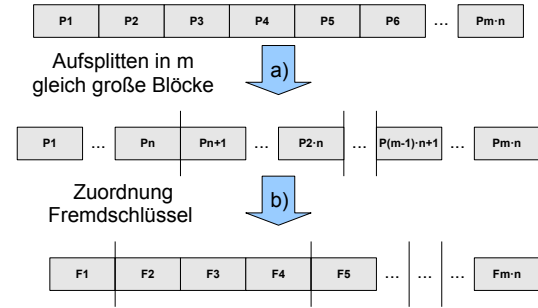 P1 P2 P3 P4 P5 P6 ... Pm·n
Aufsplitten in m
gleich große Blöcke
a)
P1 ... Pn Pn+1 ... P2·n ... P(m-1)·n+1 ... Pm·n
Zuordnung
Fremdschlüssel
b)
F1 F2 F3 F4 F5 ... ... ... Fm·n